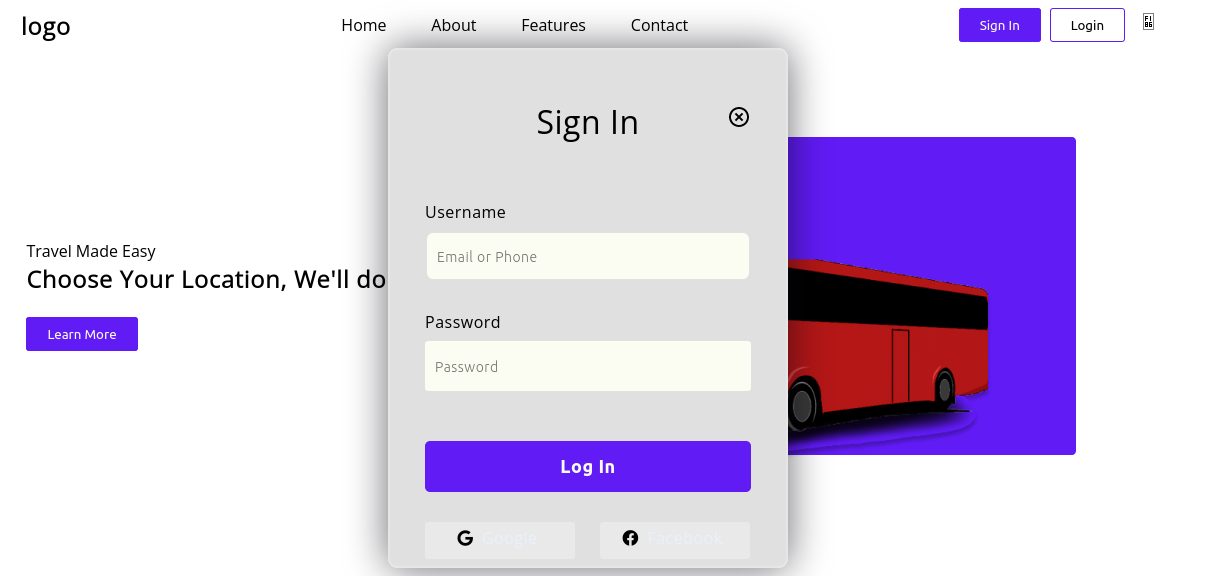 logo
Home About Features Contact
Sign In Login
Sign In
Travel Made Easy
Choose Your Location, We'll do
Learn More
Username
Email or Phone
Password
Password
Log In
Google Facebook